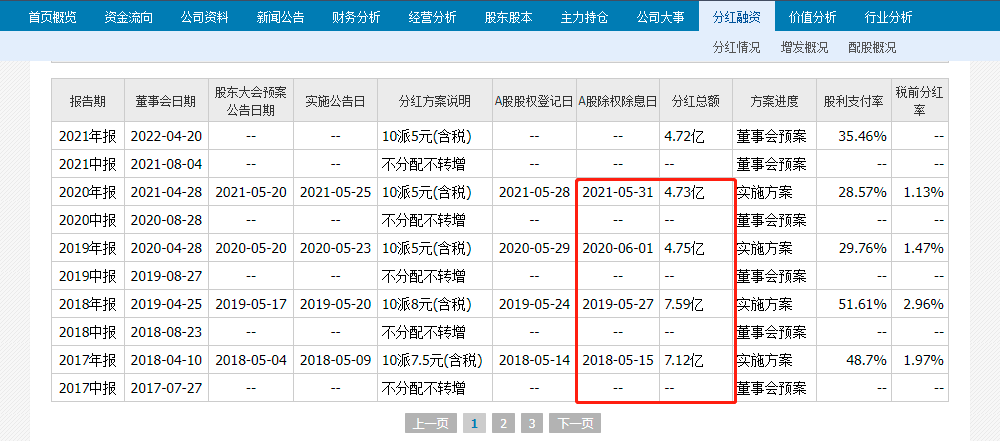 首页概览 资金流向 公司资料 新闻公告 财务分析 经营分析 股东股本 主力持仓 公司大事 分红融资 价值分析 行业分析
分红情况 增发概况 配股概况
报告期 董事会日期 股东大会预案公告日期 实施公告日 分红方案说明 A股股权登记日 A股除权除息日 分红总额 方案进度 股利支付率 税前分红率
2021年报 2022-04-20 -- -- 10派5元(含税) -- -- 4.72亿 董事会预案 35.46% --
2021中报 2021-08-04 -- -- 不分配不转增 -- -- -- 董事会预案 -- --
2020年报 2021-04-28 2021-05-20 2021-05-25 10派5元(含税) 2021-05-28 2021-05-31 4.73亿 实施方案 28.57% 1.13%
2020中报 2020-08-28 -- -- 不分配不转增 -- -- -- 董事会预案 -- --
2019年报 2020-04-28 2020-05-20 2020-05-23 10派5元(含税) 2020-05-29 2020-06-01 4.75亿 实施方案 29.76% 1.47%
2019中报 2019-08-27 -- -- 不分配不转增 -- -- -- 董事会预案 -- --
2018年报 2019-04-25 2019-05-17 2019-05-20 10派8元(含税) 2019-05-24 2019-05-27 7.59亿 实施方案 51.61% 2.96%
2018中报 2018-08-23 -- -- 不分配不转增 -- -- -- 董事会预案 -- --
2017年报 2018-04-10 2018-05-04 2018-05-09 10派7.5元(含税) 2018-05-14 2018-05-15 7.12亿 实施方案 48.7% 1.97%
2017中报 2017-07-27 -- -- 不分配不转增 -- -- -- 董事会预案 -- --
上一页 1 2 3 下一页